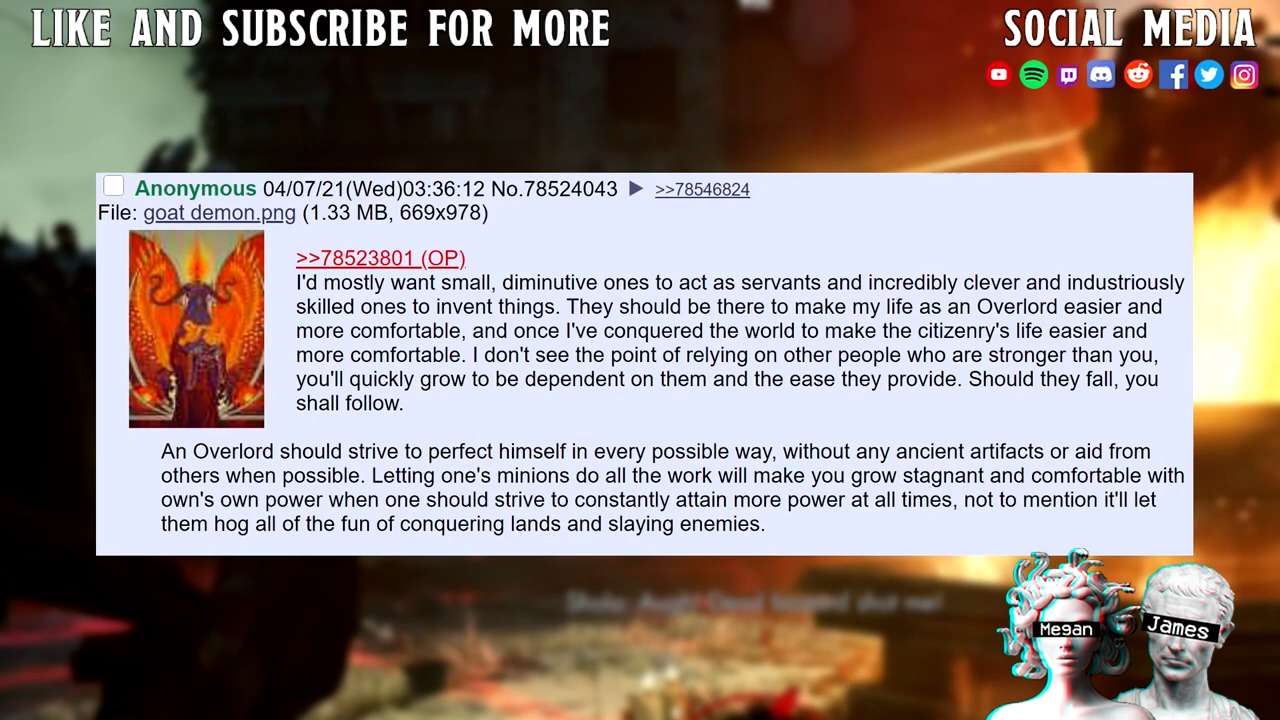 LIKE AND SUBSCRIBE FOR MORE
SOCIAL MEDIA
Anonymous 04/07/21(Wed)03:36:12 No.78524043 ▶ >>78546824
File: goat demon.png (1.33 MB, 669x978)
>>78523801 (OP)
I'd mostly want small, diminutive ones to act as servants and incredibly clever and industriously
skilled ones to invent things. They should be there to make my life as an Overlord easier and
more comfortable, and once I've conquered the world to make the citizenry's life easier and
more comfortable. I don't see the point of relying on other people who are stronger than you,
you'll quickly grow to be dependent on them and the ease they provide. Should they fall, you
shall follow.
An Overlord should strive to perfect himself in every possible way, without any ancient artifacts or aid from
others when possible. Letting one's minions do all the work will make you grow stagnant and comfortable with
own's own power when one should strive to constantly attain more power at all times, not to mention it'll let
them hog all of the fun of conquering lands and slaying enemies.
shot me!
Megan
James